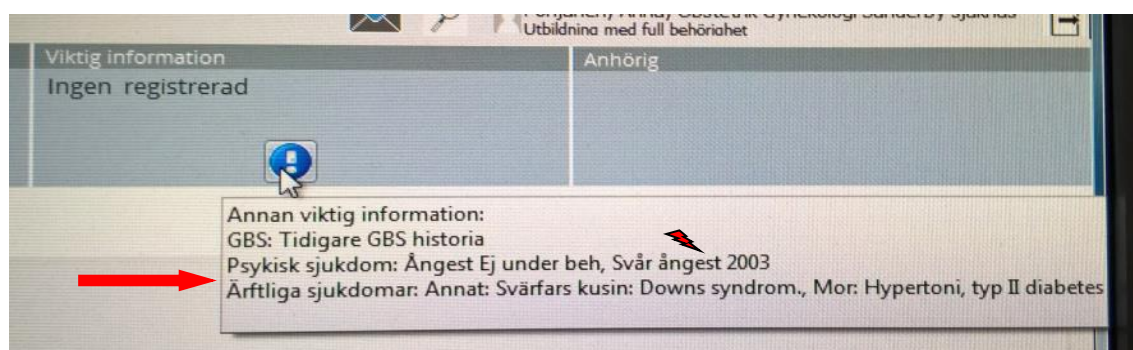 Utbildning med full behörighet
Viktig information
Anhörig
Ingen registrerad
Annan viktig information:
GBS: Tidigare GBS historia
Psykisk sjukdom: Ångest Ej under beh, Svår ångest 2003
Ärftliga sjukdomar: Annat: Svärfars kusin: Downs syndrom., Mor: Hypertoni, typ II diabetes